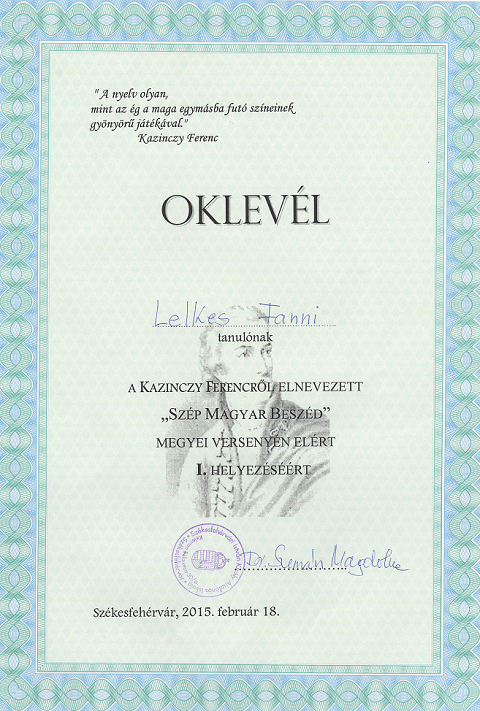 " A nyelv olyan,
mint az ég a maga egymásba futó színeinek
gyönyörű játékával."
Kazinczy Ferenc
OKLEVÉL
Lelkes Fanni
tanulónak
A KAZINCZY FERENCRŐL ELNEVEZETT
„SZÉP MAGYAR BESZÉD”
MEGYEI VERSENYÉN ELÉRT
I. HELYEZÉSÉÉRT
Dr. Magdolna
Székesfehérvár, 2015. február 18.